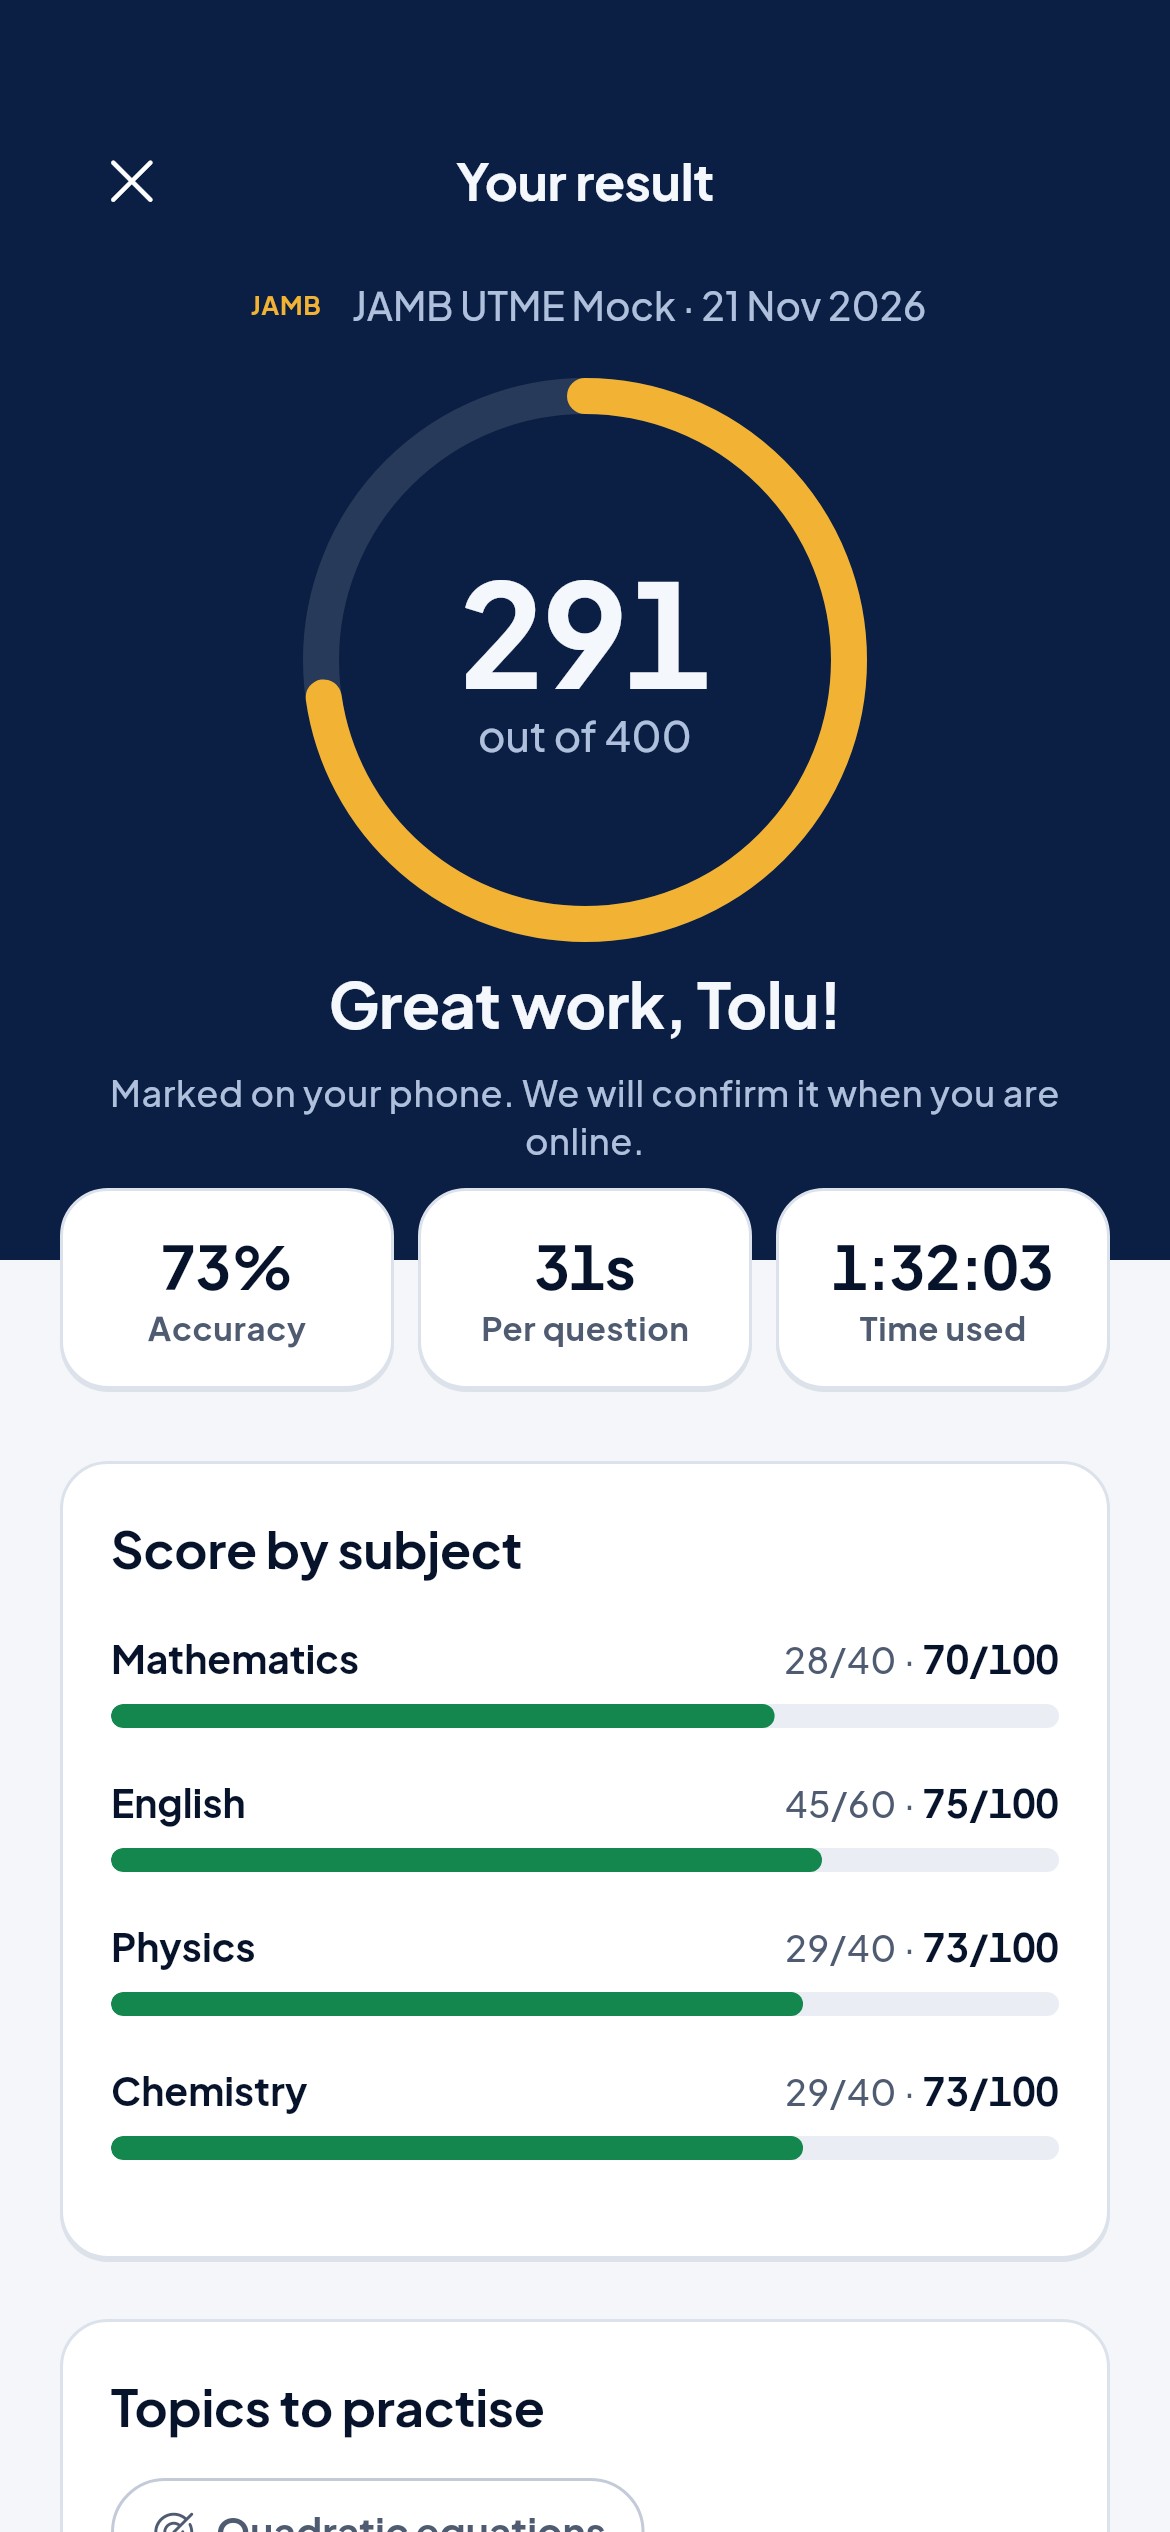 Your result
JAMB JAMB UTME Mock · 21 Nov 2026
291
out of 400
Great work, Tolu!
Marked on your phone. We will confirm it when you are
online.
73% 31s 1:32:03
Accuracy Per question Time used
Score by subject
Mathematics 28/40 · 70/100
English 45/60 · 75/100
Physics 29/40 · 73/100
Chemistry 29/40 · 73/100
Topics to practise
Quadratic equations